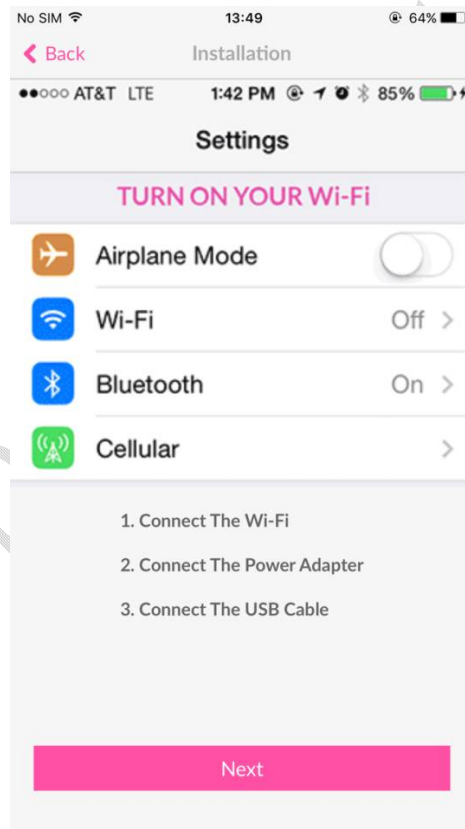 No SIM 13:49 64%
Back Installation
AT&T LTE 1:42 PM 85%
Settings
TURN ON YOUR Wi-Fi
Airplane Mode
Wi-Fi Off
Bluetooth On
Cellular
1. Connect The Wi-Fi
2. Connect The Power Adapter
3. Connect The USB Cable
Next